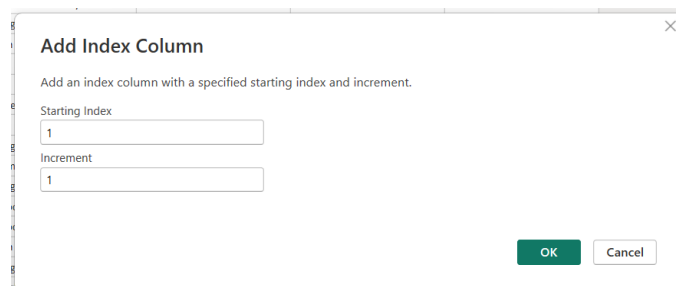 Add Index Column
Add an index column with a specified starting index and increment.
Starting Index
1
Increment
1
OK Cancel